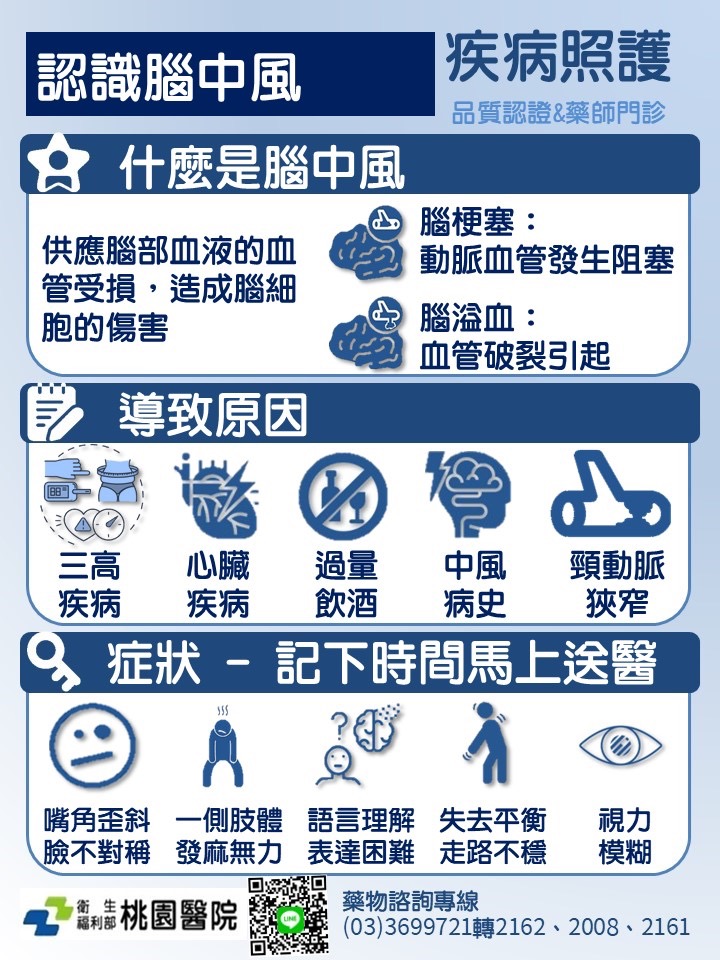 認識腦中風
疾病照護
品質認證&藥師門診
什麼是腦中風
供應腦部血液的血
管受損,造成腦細
胞的傷害
腦梗塞:
動脈血管發生阻塞
腦溢血:
血管破裂引起
導致原因
三高
疾病
心臟
疾病
過量
飲酒
中風
病史
頸動脈
狹窄
症狀 - 記下時間馬上送醫
嘴角歪斜
臉不對稱
一側肢體
發麻無力
語言理解
表達困難
失去平衡
走路不穩
視力
模糊
衛生
福利部
桃園醫院
LINE
藥物諮詢專線
(03)3699721轉2162、2008、2161